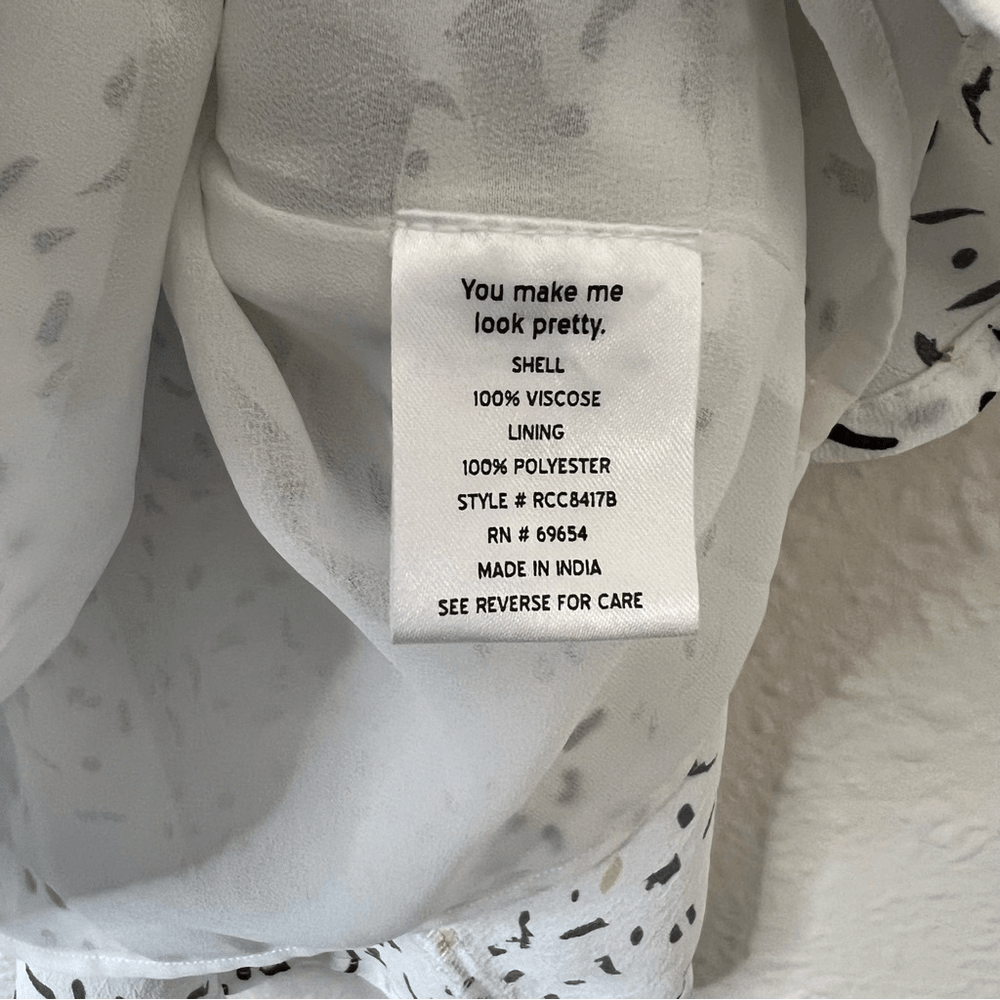 You make me
look pretty.
SHELL
100% VISCOSE
LINING
100% POLYESTER
STYLE # RCC8417B
RN # 69654
MADE IN INDIA
SEE REVERSE FOR CARE